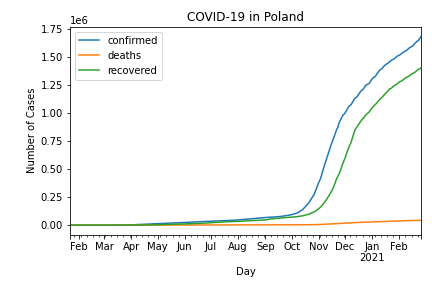 COVID-19 in Poland
1e6
1.75
1.50
1.25
1.00
0.75
0.50
0.25
0.00
Number of Cases
confirmed
deaths
recovered
Feb Mar Apr May Jun Jul Aug Sep Oct Nov Dec Jan Feb
2021
Day